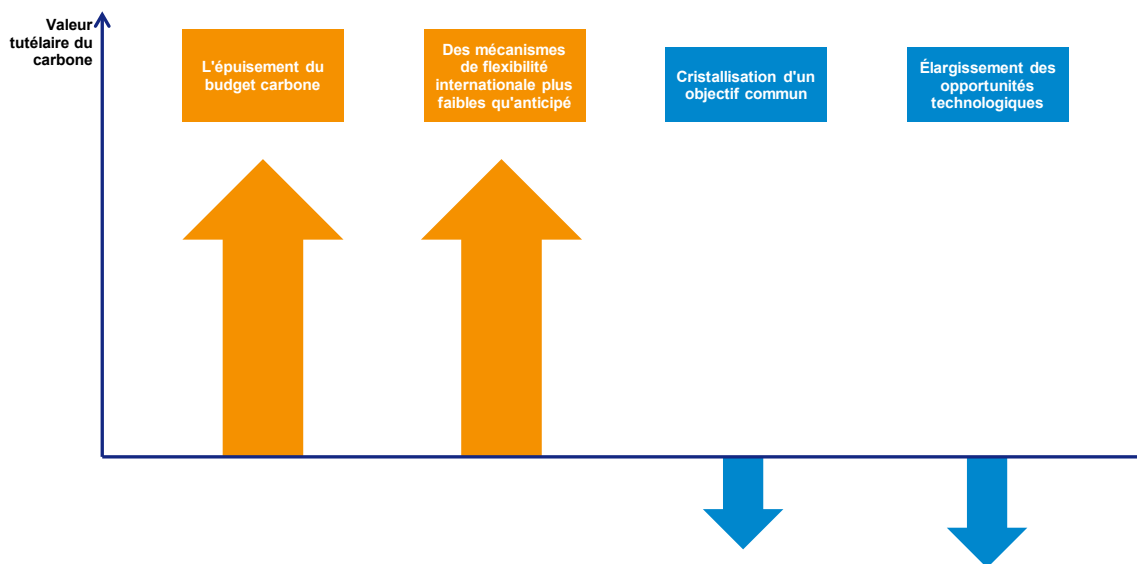 Valeur
tutélaire du
carbone
L'épuisement du
budget carbone
Des mécanismes
de flexibilité
internationale plus
faibles qu'anticipé
Cristallisation d'un
objectif commun
Élargissement des
opportunités
technologiques